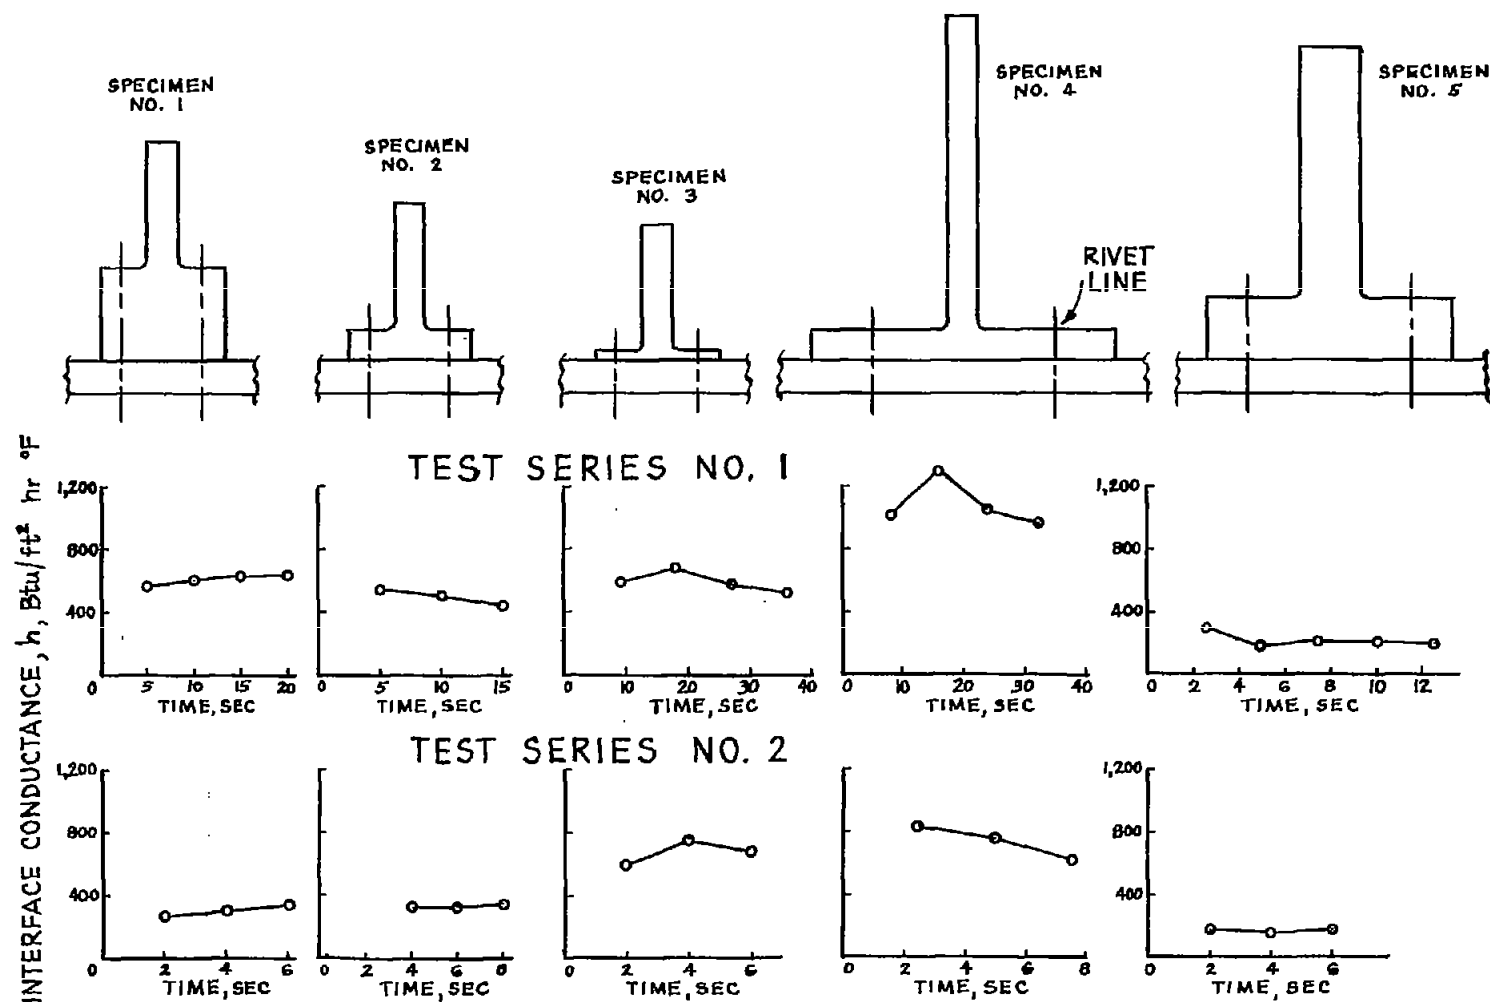 SPECIMEN
NO. 1
SPECIMEN
NO. 2
SPECIMEN
NO. 3
SPECIMEN
NO. 4
SPECIMEN
NO. 5
RIVET
LINE
INTERFACE CONDUCTANCE, h, Btu/ft² hr °F
TEST SERIES NO. 1
1,200
800
400
0 5 10 15 20
TIME, SEC
0 5 10 15
TIME, SEC
0 10 20 30 40
TIME, SEC
0 10 20 30 40
TIME, SEC
1,200
800
400
0 2 4 6 8 10 12
TIME, SEC
TEST SERIES NO. 2
1,200
800
400
0 2 4 6
TIME, SEC
0 2 4 6 8
TIME, SEC
0 2 4 6
TIME, SEC
0 2 4 6 8
TIME, SEC
1,200
800
400
0 2 4 6
TIME, SEC